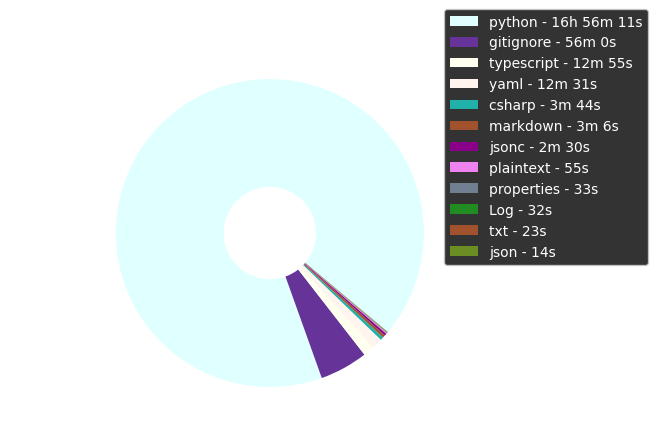 python - 16h 56m 11s
gitignore - 56m 0s
typescript - 12m 55s
yaml - 12m 31s
csharp - 3m 44s
markdown - 3m 6s
jsonc - 2m 30s
plaintext - 55s
properties - 33s
Log - 32s
txt - 23s
json - 14s